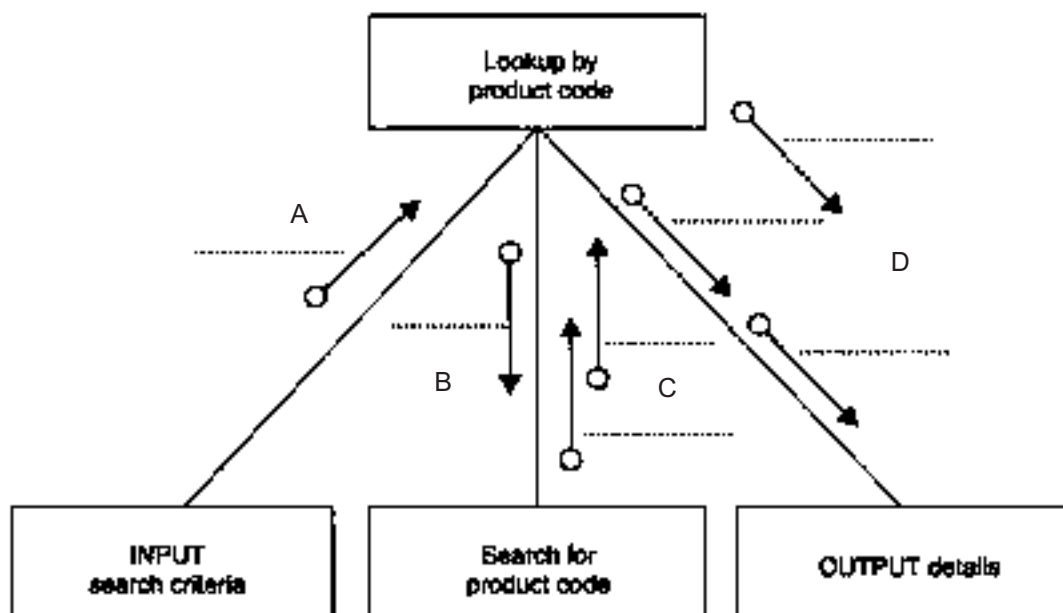 Lookup by
product code
A
D
B
C
INPUT
search criteria
Search for
product code
OUTPUT details